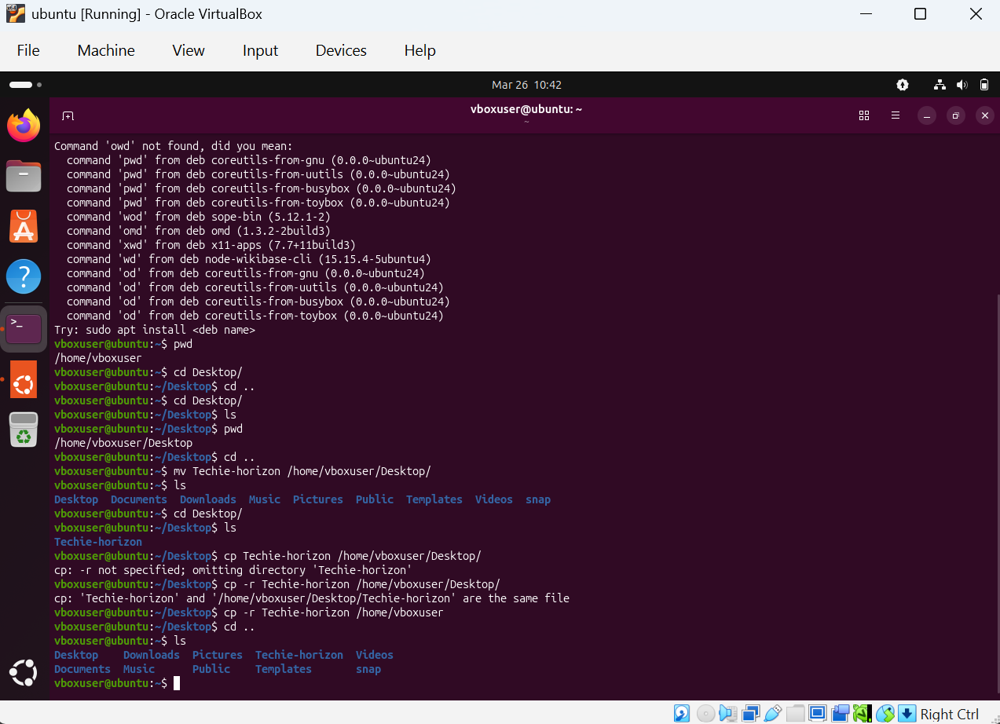 ubuntu [Running] - Oracle VirtualBox
File Machine View Input Devices Help
Mar 26 10:42
vboxuser@ubuntu: ~
~
Command 'owd' not found, did you mean:
  command 'pwd' from deb coreutils-from-gnu (0.0.0~ubuntu24)
  command 'pwd' from deb coreutils-from-uutils (0.0.0~ubuntu24)
  command 'pwd' from deb coreutils-from-busybox (0.0.0~ubuntu24)
  command 'pwd' from deb coreutils-from-toybox (0.0.0~ubuntu24)
  command 'wod' from deb sope-bin (5.12.1-2)
  command 'omd' from deb omd (1.3.2-2build3)
  command 'xwd' from deb x11-apps (7.7+11build3)
  command 'wd' from deb node-wikibase-cli (15.15.4-5ubuntu4)
  command 'od' from deb coreutils-from-gnu (0.0.0~ubuntu24)
  command 'od' from deb coreutils-from-uutils (0.0.0~ubuntu24)
  command 'od' from deb coreutils-from-busybox (0.0.0~ubuntu24)
  command 'od' from deb coreutils-from-toybox (0.0.0~ubuntu24)
Try: sudo apt install <deb name>
vboxuser@ubuntu:~$ pwd
/home/vboxuser
vboxuser@ubuntu:~$ cd Desktop/
vboxuser@ubuntu:~/Desktop$ cd ..
vboxuser@ubuntu:~$ cd Desktop/
vboxuser@ubuntu:~/Desktop$ ls
vboxuser@ubuntu:~/Desktop$ pwd
/home/vboxuser/Desktop
vboxuser@ubuntu:~/Desktop$ cd ..
vboxuser@ubuntu:~$ mv Techie-horizon /home/vboxuser/Desktop/
vboxuser@ubuntu:~$ ls
Desktop  Documents  Downloads  Music  Pictures  Public  Templates  Videos  snap
vboxuser@ubuntu:~$ cd Desktop/
vboxuser@ubuntu:~/Desktop$ ls
Techie-horizon
vboxuser@ubuntu:~/Desktop$ cp Techie-horizon /home/vboxuser/Desktop/
cp: -r not specified; omitting directory 'Techie-horizon'
vboxuser@ubuntu:~/Desktop$ cp -r Techie-horizon /home/vboxuser/Desktop/
cp: 'Techie-horizon' and '/home/vboxuser/Desktop/Techie-horizon' are the same file
vboxuser@ubuntu:~/Desktop$ cp -r Techie-horizon /home/vboxuser
vboxuser@ubuntu:~/Desktop$ cd ..
vboxuser@ubuntu:~$ ls
Desktop    Downloads  Pictures  Techie-horizon  Videos
Documents  Music      Public    Templates       snap
vboxuser@ubuntu:~$
Right Ctrl